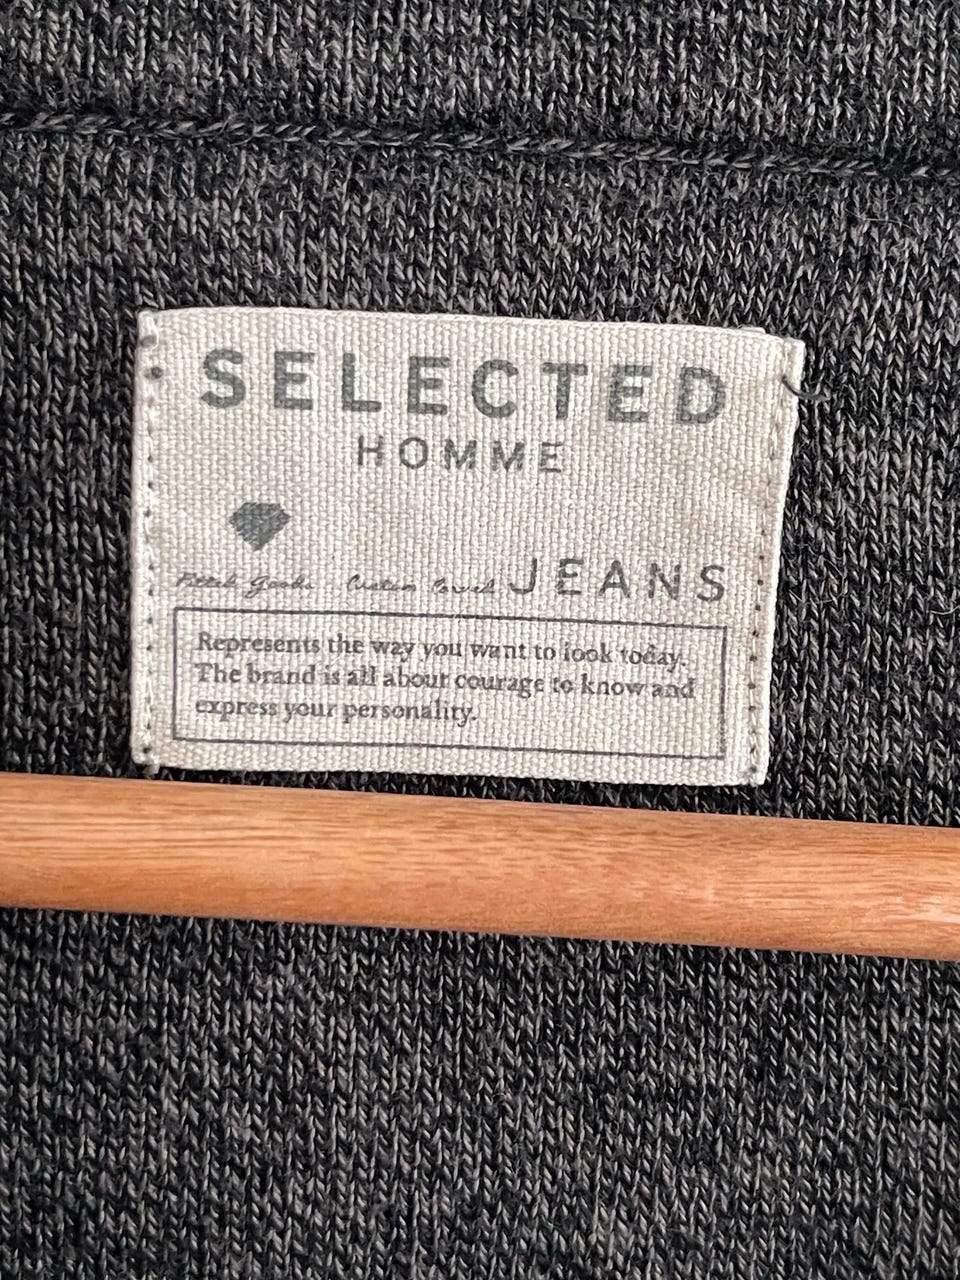 SELECTED
HOMME
Goods JEANS
Represents the way you want to look today.
The brand is all about courage to know and
express your personality.